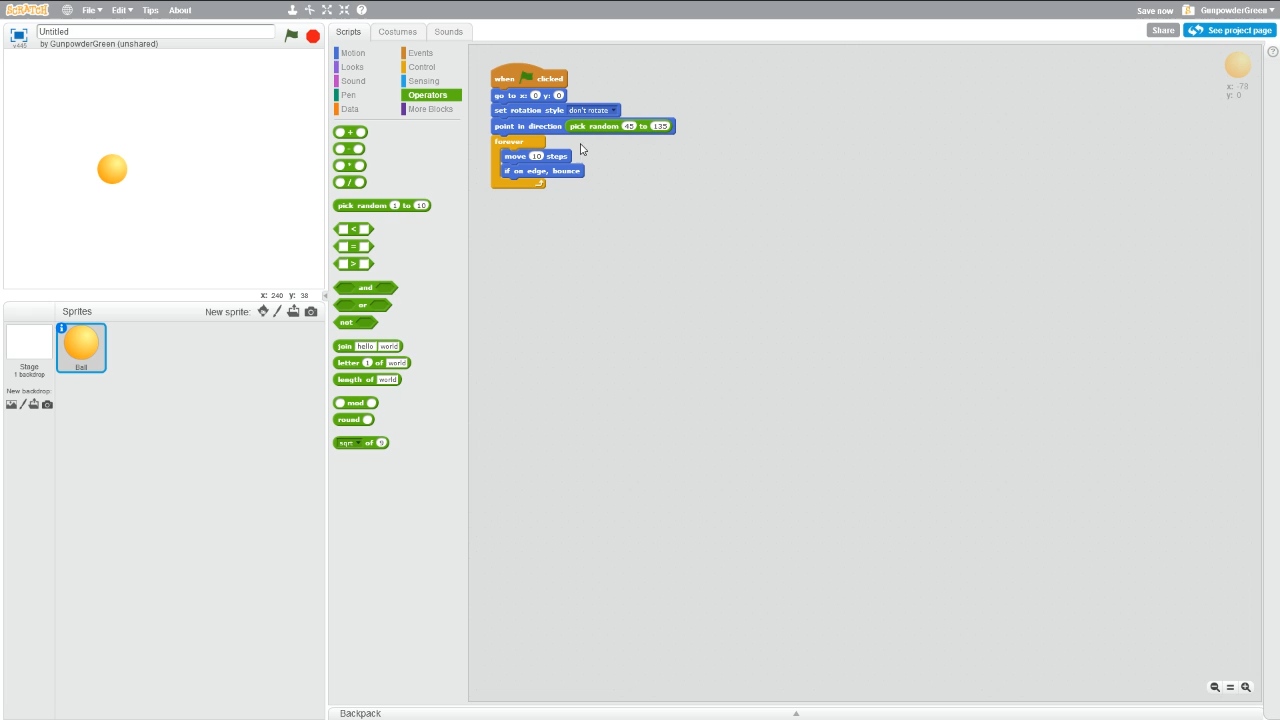 SCRATCH File Edit Tips About Save now GunpowderGreen
Untitled
v445 by GunpowderGreen (unshared)
Share See project page
Scripts Costumes Sounds
Motion Events
Looks Control
Sound Sensing
Pen Operators
Data More Blocks
+
-
*
/
pick random 1 to 10
<
=
>
and
or
not
join hello world
letter 1 of world
length of world
mod
round
sqrt of 9
when clicked
go to x: 0 y: 0
set rotation style don't rotate
point in direction pick random 45 to 135
forever
move 10 steps
if on edge, bounce
x: -78
y: 0
X: 240 Y: 38
Sprites New sprite:
Stage
1 backdrop
New backdrop:
Ball
Backpack